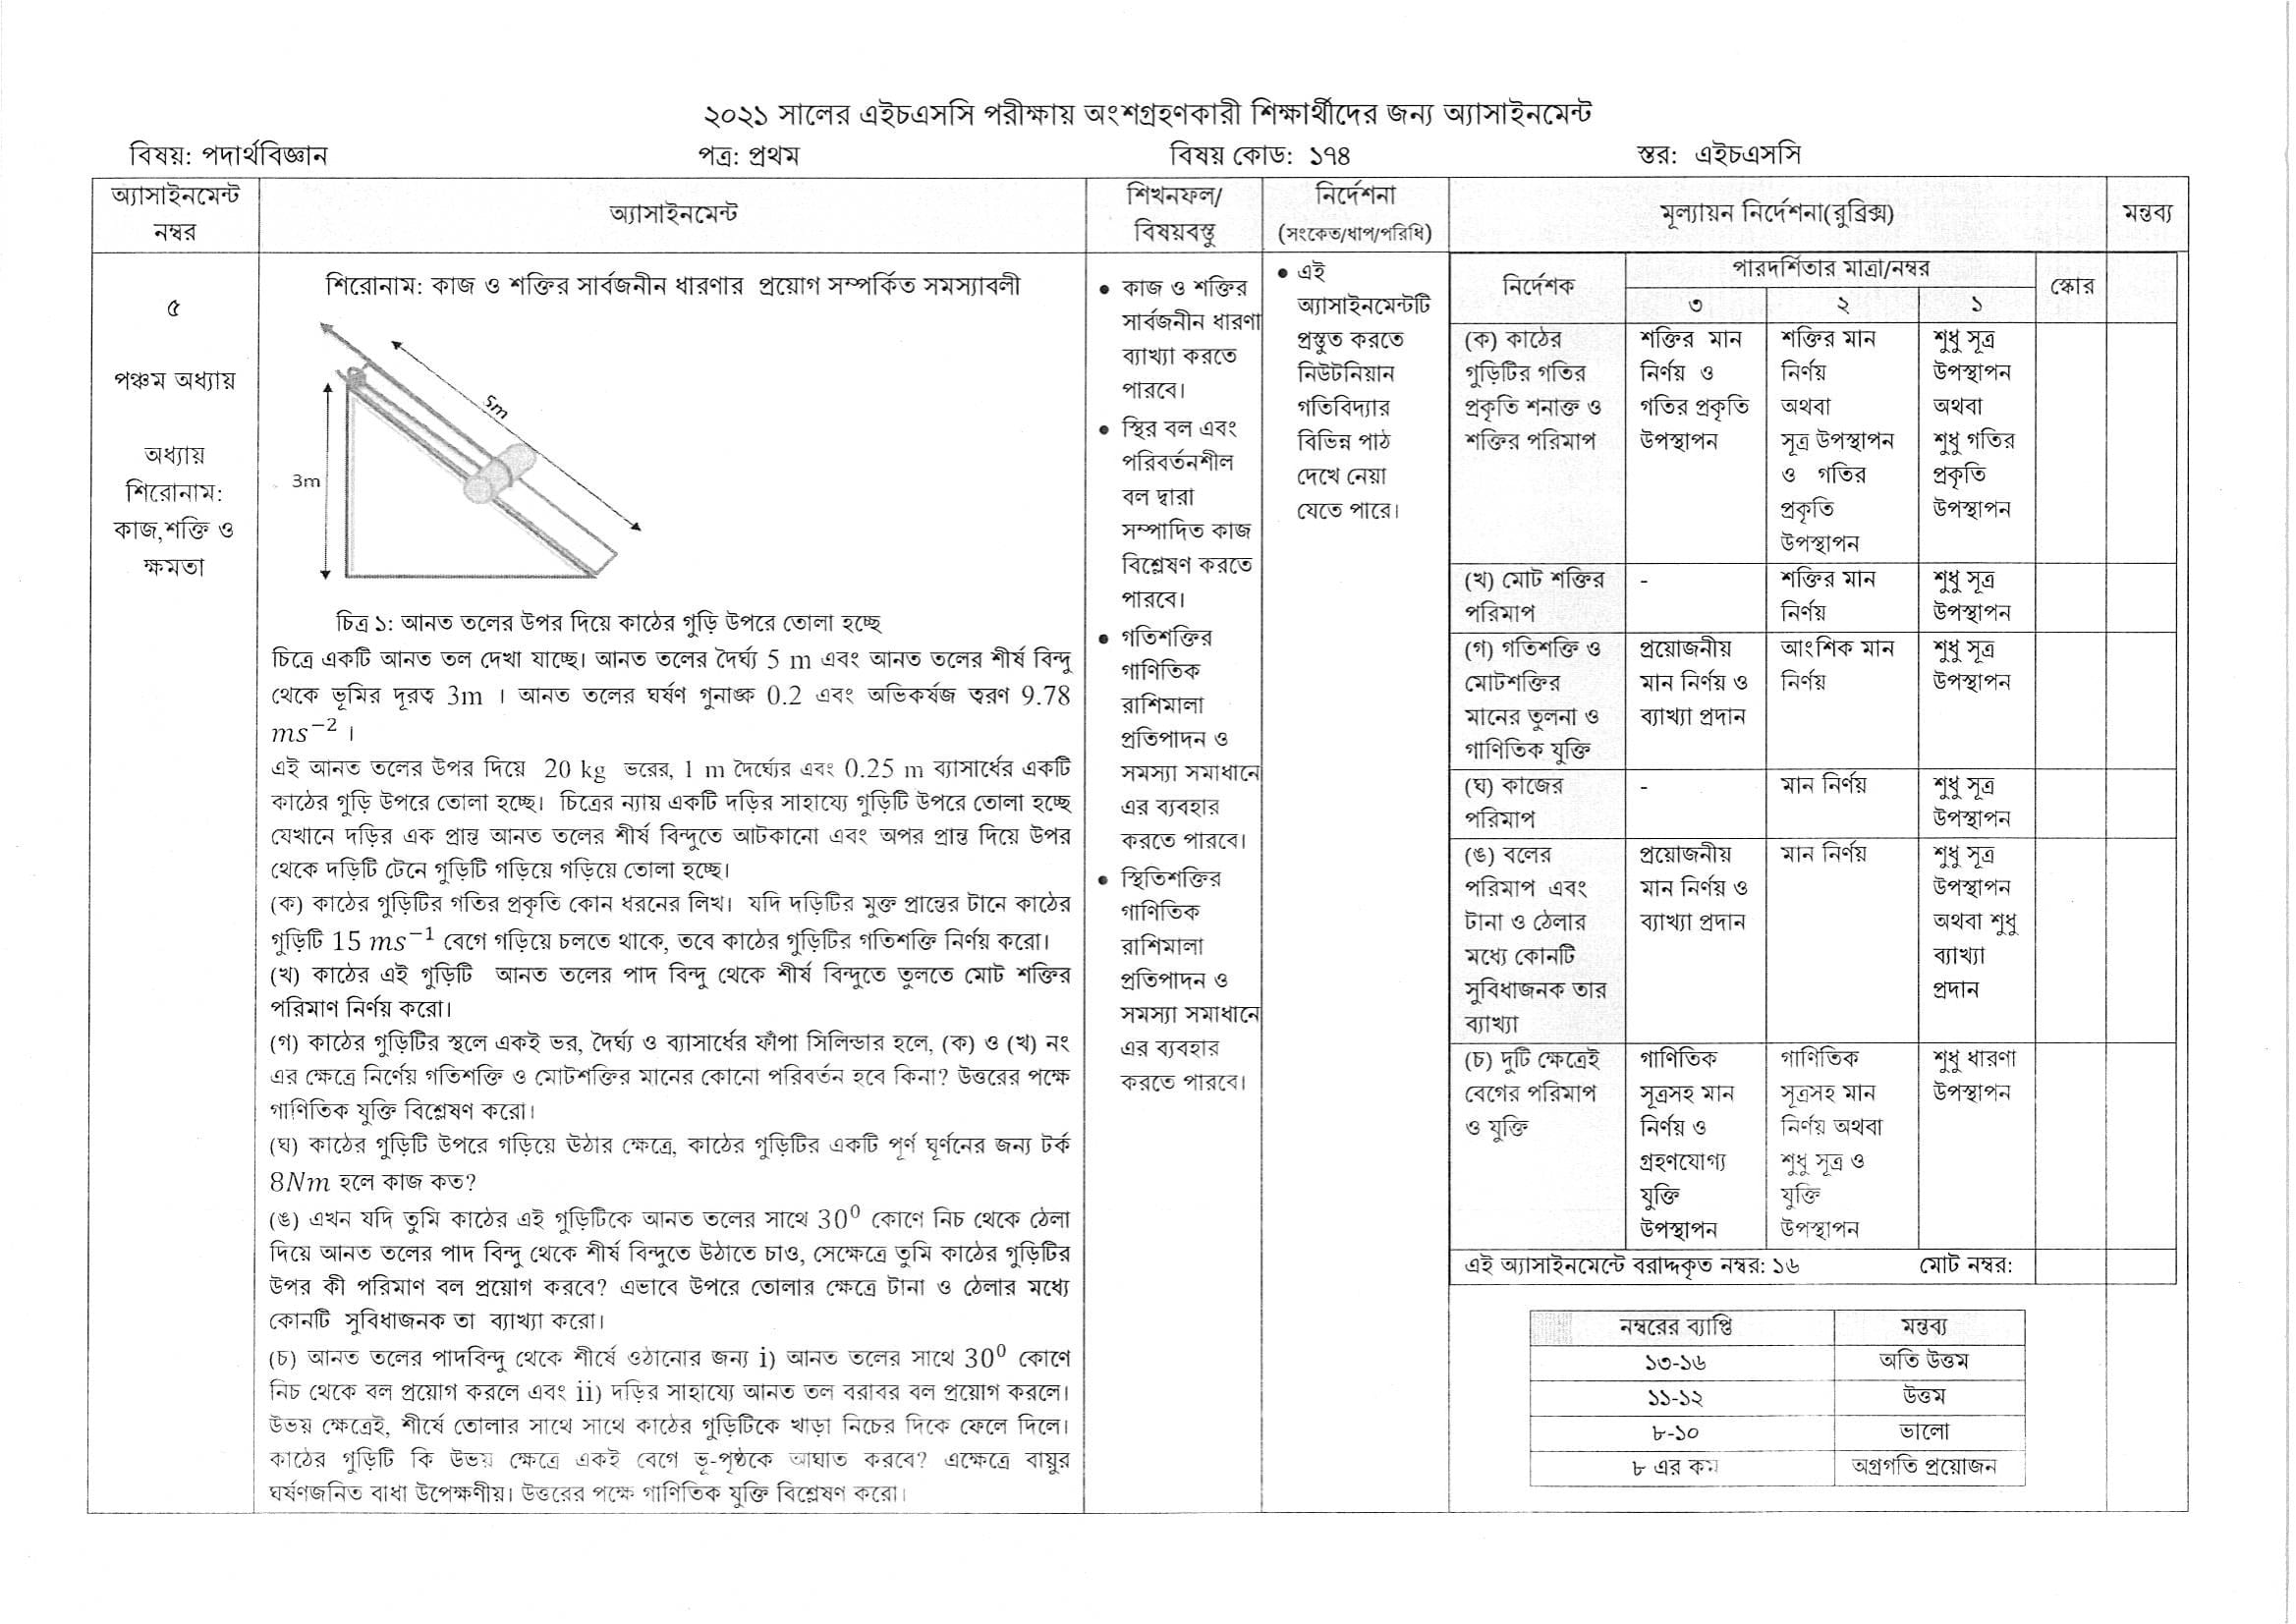 ২০২১ সালের এইচএসসি পরীক্ষায় অংশগ্রহণকারী শিক্ষার্থীদের জন্য অ্যাসাইনমেন্ট
বিষয়: পদার্থবিজ্ঞান পত্র: প্রথম বিষয় কোড: ১৭৪ স্তর: এইচএসসি
অ্যাসাইনমেন্ট
নম্বর
অ্যাসাইনমেন্ট
শিখনফল/
বিষয়বস্তু
নির্দেশনা
(সংকেত/ধাপ/পরিধি)
মূল্যায়ন নির্দেশনা(রুব্রিক্স)
মন্তব্য
৫
পঞ্চম অধ্যায়
অধ্যায়
শিরোনাম:
কাজ,শক্তি ও
ক্ষমতা
শিরোনাম: কাজ ও শক্তির সার্বজনীন ধারণার প্রয়োগ সম্পর্কিত সমস্যাবলী
5m
3m
চিত্র ১: আনত তলের উপর দিয়ে কাঠের গুড়ি উপরে তোলা হচ্ছে
চিত্রে একটি আনত তল দেখা যাচ্ছে। আনত তলের দৈর্ঘ্য 5 m এবং আনত তলের শীর্ষ বিন্দু
থেকে ভূমির দূরত্ব 3m । আনত তলের ঘর্ষণ গুনাঙ্ক 0.2 এবং অভিকর্ষজ ত্বরণ 9.78
ms⁻² ।
এই আনত তলের উপর দিয়ে 20 kg ভরের, 1 m দৈর্ঘ্যের এবং 0.25 m ব্যাসার্ধের একটি
কাঠের গুড়ি উপরে তোলা হচ্ছে। চিত্রের ন্যায় একটি দড়ির সাহায্যে গুড়িটি উপরে তোলা হচ্ছে
যেখানে দড়ির এক প্রান্ত আনত তলের শীর্ষ বিন্দুতে আটকানো এবং অপর প্রান্ত দিয়ে উপর
থেকে দড়িটি টেনে গুড়িটি গড়িয়ে গড়িয়ে তোলা হচ্ছে।
(ক) কাঠের গুড়িটির গতির প্রকৃতি কোন ধরনের লিখ। যদি দড়িটির মুক্ত প্রান্তের টানে কাঠের
গুড়িটি 15 ms⁻¹ বেগে গড়িয়ে চলতে থাকে, তবে কাঠের গুড়িটির গতিশক্তি নির্ণয় করো।
(খ) কাঠের এই গুড়িটি আনত তলের পাদ বিন্দু থেকে শীর্ষ বিন্দুতে তুলতে মোট শক্তির
পরিমাণ নির্ণয় করো।
(গ) কাঠের গুড়িটির স্থলে একই ভর, দৈর্ঘ্য ও ব্যাসার্ধের ফাঁপা সিলিন্ডার হলে, (ক) ও (খ) নং
এর ক্ষেত্রে নির্ণেয় গতিশক্তি ও মোটশক্তির মানের কোনো পরিবর্তন হবে কিনা? উত্তরের পক্ষে
গাণিতিক যুক্তি বিশ্লেষণ করো।
(ঘ) কাঠের গুড়িটি উপরে গড়িয়ে উঠার ক্ষেত্রে, কাঠের গুড়িটির একটি পূর্ণ ঘূর্ণনের জন্য টর্ক
8Nm হলে কাজ কত?
(ঙ) এখন যদি তুমি কাঠের এই গুড়িটিকে আনত তলের সাথে 30⁰ কোণে নিচ থেকে ঠেলা
দিয়ে আনত তলের পাদ বিন্দু থেকে শীর্ষ বিন্দুতে উঠাতে চাও, সেক্ষেত্রে তুমি কাঠের গুড়িটির
উপর কী পরিমাণ বল প্রয়োগ করবে? এভাবে উপরে তোলার ক্ষেত্রে টানা ও ঠেলার মধ্যে
কোনটি সুবিধাজনক তা ব্যাখ্যা করো।
(চ) আনত তলের পাদবিন্দু থেকে শীর্ষে ওঠানোর জন্য i) আনত তলের সাথে 30⁰ কোণে
নিচ থেকে বল প্রয়োগ করলে এবং ii) দড়ির সাহায্যে আনত তল বরাবর বল প্রয়োগ করলে।
উভয় ক্ষেত্রেই, শীর্ষে তোলার সাথে সাথে কাঠের গুড়িটিকে খাড়া নিচের দিকে ফেলে দিলে।
কাঠের গুড়িটি কি উভয় ক্ষেত্রে একই বেগে ভূ-পৃষ্ঠকে আঘাত করবে? এক্ষেত্রে বায়ুর
ঘর্ষণজনিত বাধা উপেক্ষণীয়। উত্তরের পক্ষে গাণিতিক যুক্তি বিশ্লেষণ করো।
• কাজ ও শক্তির
সার্বজনীন ধারণা
ব্যাখ্যা করতে
পারবে।
• স্থির বল এবং
পরিবর্তনশীল
বল দ্বারা
সম্পাদিত কাজ
বিশ্লেষণ করতে
পারবে।
• গতিশক্তির
গাণিতিক
রাশিমালা
প্রতিপাদন ও
সমস্যা সমাধানে
এর ব্যবহার
করতে পারবে।
• স্থিতিশক্তির
গাণিতিক
রাশিমালা
প্রতিপাদন ও
সমস্যা সমাধানে
এর ব্যবহার
করতে পারবে।
• এই
অ্যাসাইনমেন্টটি
প্রস্তুত করতে
নিউটনিয়ান
গতিবিদ্যার
বিভিন্ন পাঠ
দেখে নেয়া
যেতে পারে।
নির্দেশক
পারদর্শিতার মাত্রা/নম্বর
স্কোর
৩ ২ ১
(ক) কাঠের
গুড়িটির গতির
প্রকৃতি শনাক্ত ও
শক্তির পরিমাপ
শক্তির মান
নির্ণয় ও
গতির প্রকৃতি
উপস্থাপন
শক্তির মান
নির্ণয়
অথবা
সূত্র উপস্থাপন
ও গতির
প্রকৃতি
উপস্থাপন
শুধু সূত্র
উপস্থাপন
অথবা
শুধু গতির
প্রকৃতি
উপস্থাপন
(খ) মোট শক্তির
পরিমাপ
-
শক্তির মান
নির্ণয়
শুধু সূত্র
উপস্থাপন
(গ) গতিশক্তি ও
মোটশক্তির
মানের তুলনা ও
গাণিতিক যুক্তি
প্রয়োজনীয়
মান নির্ণয় ও
ব্যাখ্যা প্রদান
আংশিক মান
নির্ণয়
শুধু সূত্র
উপস্থাপন
(ঘ) কাজের
পরিমাপ
-
মান নির্ণয়
শুধু সূত্র
উপস্থাপন
(ঙ) বলের
পরিমাপ এবং
টানা ও ঠেলার
মধ্যে কোনটি
সুবিধাজনক তার
ব্যাখ্যা
প্রয়োজনীয়
মান নির্ণয় ও
ব্যাখ্যা প্রদান
মান নির্ণয়
শুধু সূত্র
উপস্থাপন
অথবা শুধু
ব্যাখ্যা
প্রদান
(চ) দুটি ক্ষেত্রেই
বেগের পরিমাপ
ও যুক্তি
গাণিতিক
সূত্রসহ মান
নির্ণয় ও
গ্রহণযোগ্য
যুক্তি
উপস্থাপন
গাণিতিক
সূত্রসহ মান
নির্ণয় অথবা
শুধু সূত্র ও
যুক্তি
উপস্থাপন
শুধু ধারণা
উপস্থাপন
এই অ্যাসাইনমেন্টে বরাদ্দকৃত নম্বর: ১৬ মোট নম্বর:
নম্বরের ব্যাপ্তি মন্তব্য
১৩-১৬ অতি উত্তম
১১-১২ উত্তম
৮-১০ ভালো
৮ এর কম অগ্রগতি প্রয়োজন